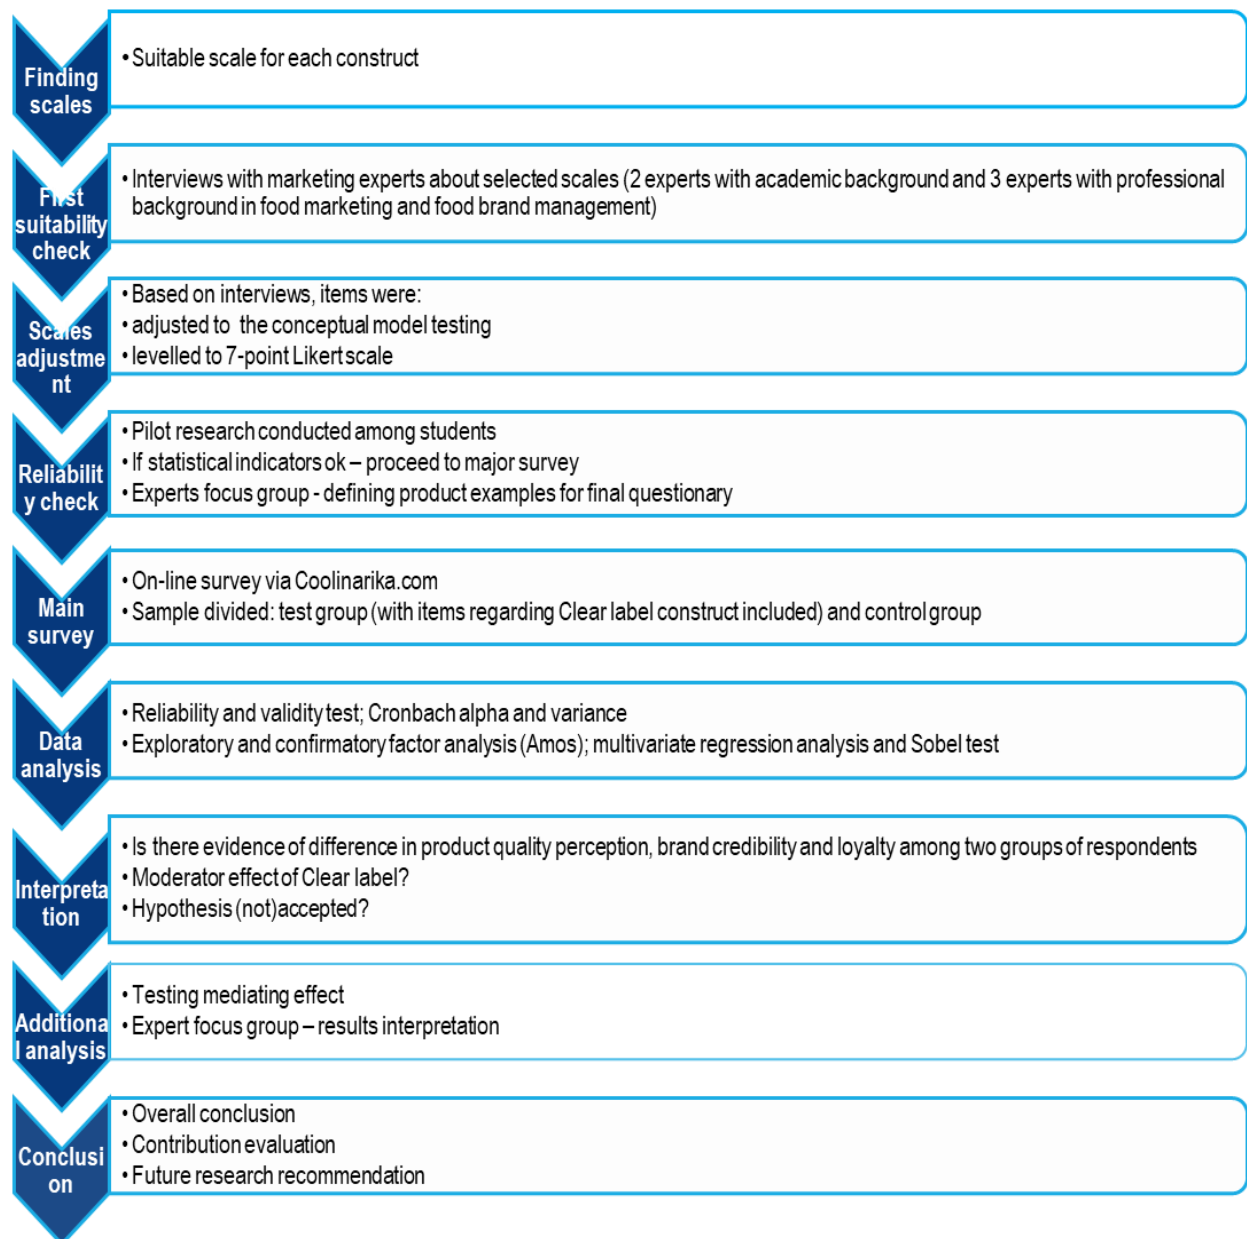 Finding
scales
• Suitable scale for each construct
First
suitability
check
• Interviews with marketing experts about selected scales (2 experts with academic background and 3 experts with professional
background in food marketing and food brand management)
Scales
adjustme
nt
• Based on interviews, items were:
• adjusted to the conceptual model testing
• levelled to 7-point Likert scale
Reliabilit
y check
• Pilot research conducted among students
• If statistical indicators ok – proceed to major survey
• Experts focus group - defining product examples for final questionary
Main
survey
• On-line survey via Coolinarika.com
• Sample divided: test group (with items regarding Clear label construct included) and control group
Data
analysis
• Reliability and validity test; Cronbach alpha and variance
• Exploratory and confirmatory factor analysis (Amos); multivariate regression analysis and Sobel test
Interpreta
tion
• Is there evidence of difference in product quality perception, brand credibility and loyalty among two groups of respondents
• Moderator effect of Clear label?
• Hypothesis (not)accepted?
Additiona
l analysis
• Testing mediating effect
• Expert focus group – results interpretation
Conclusi
on
• Overall conclusion
• Contribution evaluation
• Future research recommendation